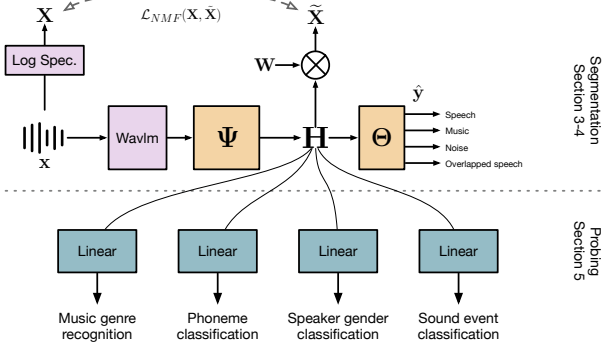 X
𝓛NMF(X, X̃)
X̃
Log Spec.
W
ŷ
x
Wavlm
Ψ
H
Θ
Speech
Music
Noise
Overlapped speech
Segmentation
Section 3-4
Linear
Linear
Linear
Linear
Music genre
recognition
Phoneme
classification
Speaker gender
classification
Sound event
classification
Probing
Section 5